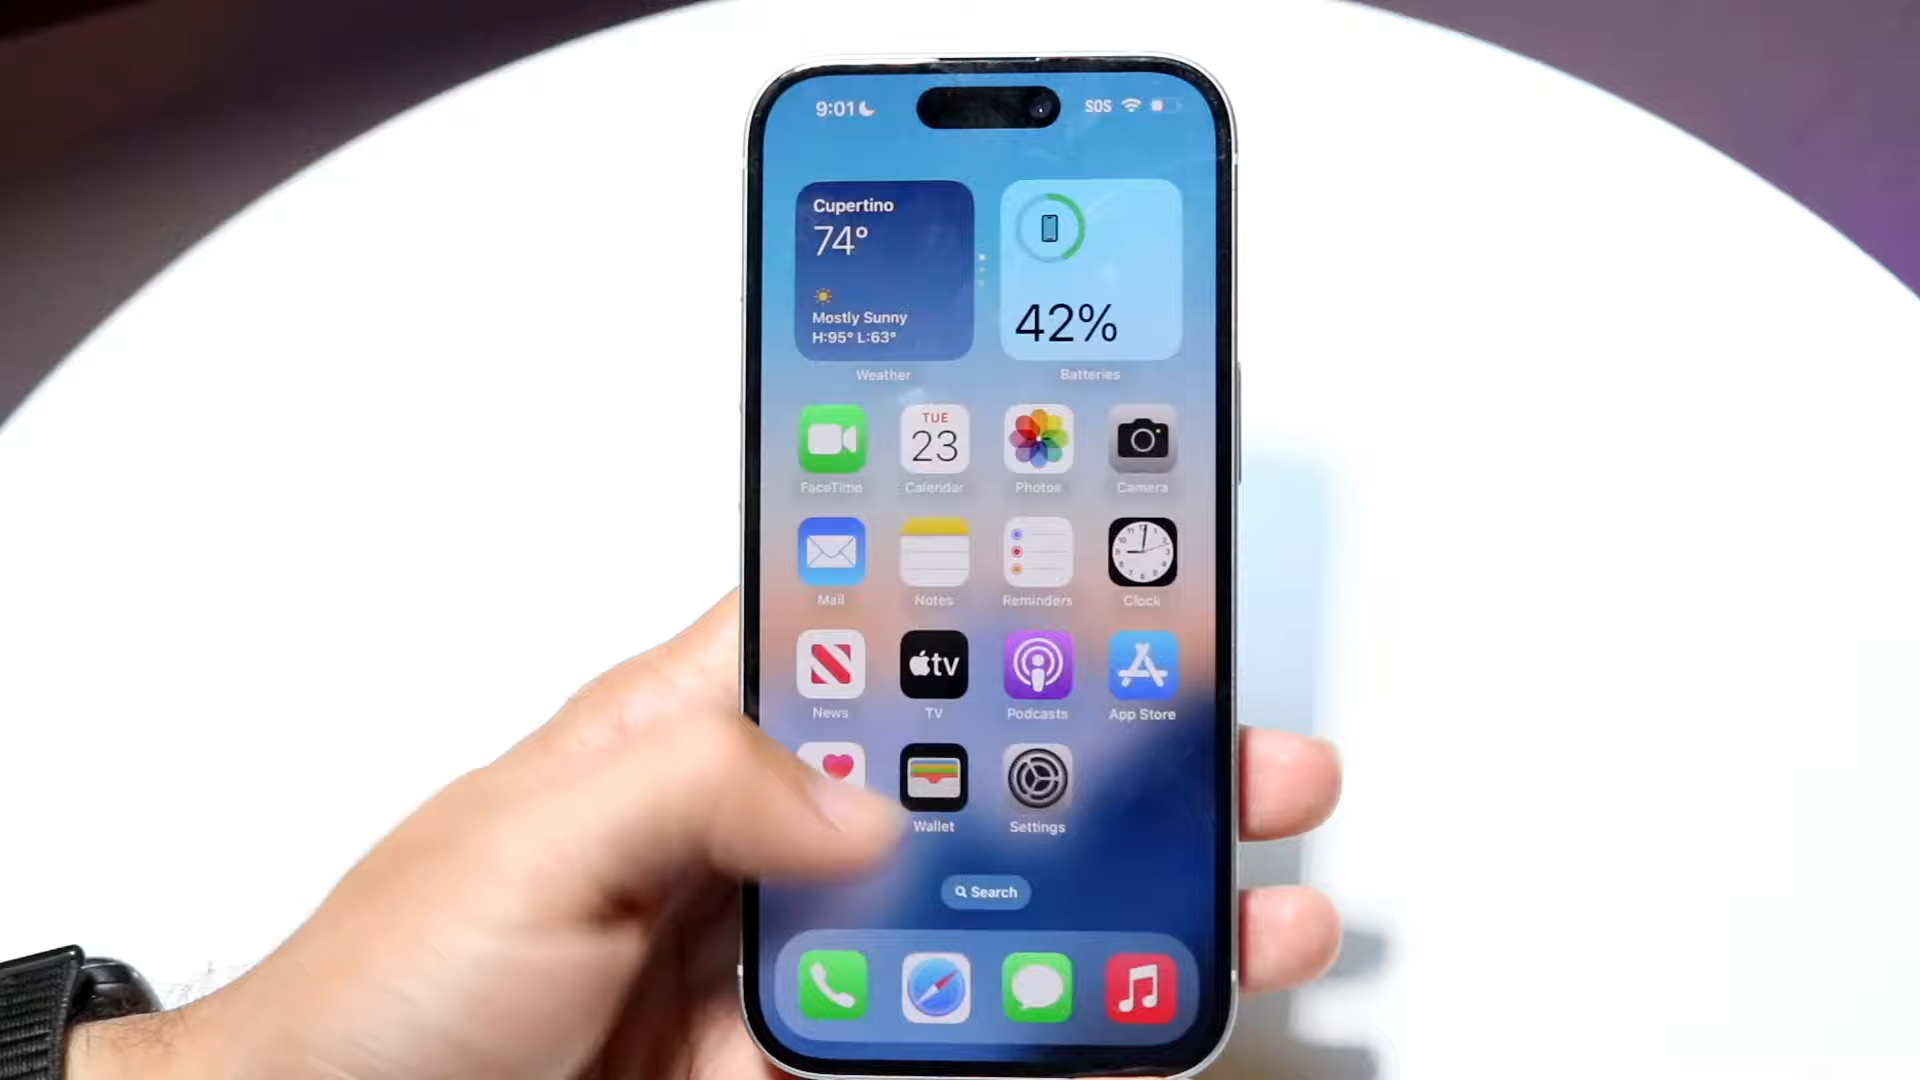 9:01
SOS
Cupertino
74°
Mostly Sunny
H:95° L:63°
Weather
42%
Batteries
FaceTime
TUE
23
Calendar
Photos
Camera
Mail
Notes
Reminders
Clock
News
tv
TV
Podcasts
App Store
Wallet
Settings
Search